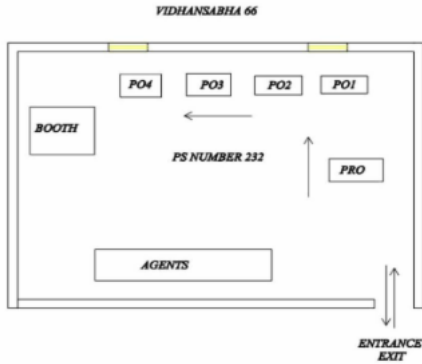 VIDHANSABHA 66
PO4 PO3 PO2 PO1
BOOTH
PS NUMBER 232
PRO
AGENTS
ENTRANCE
EXIT